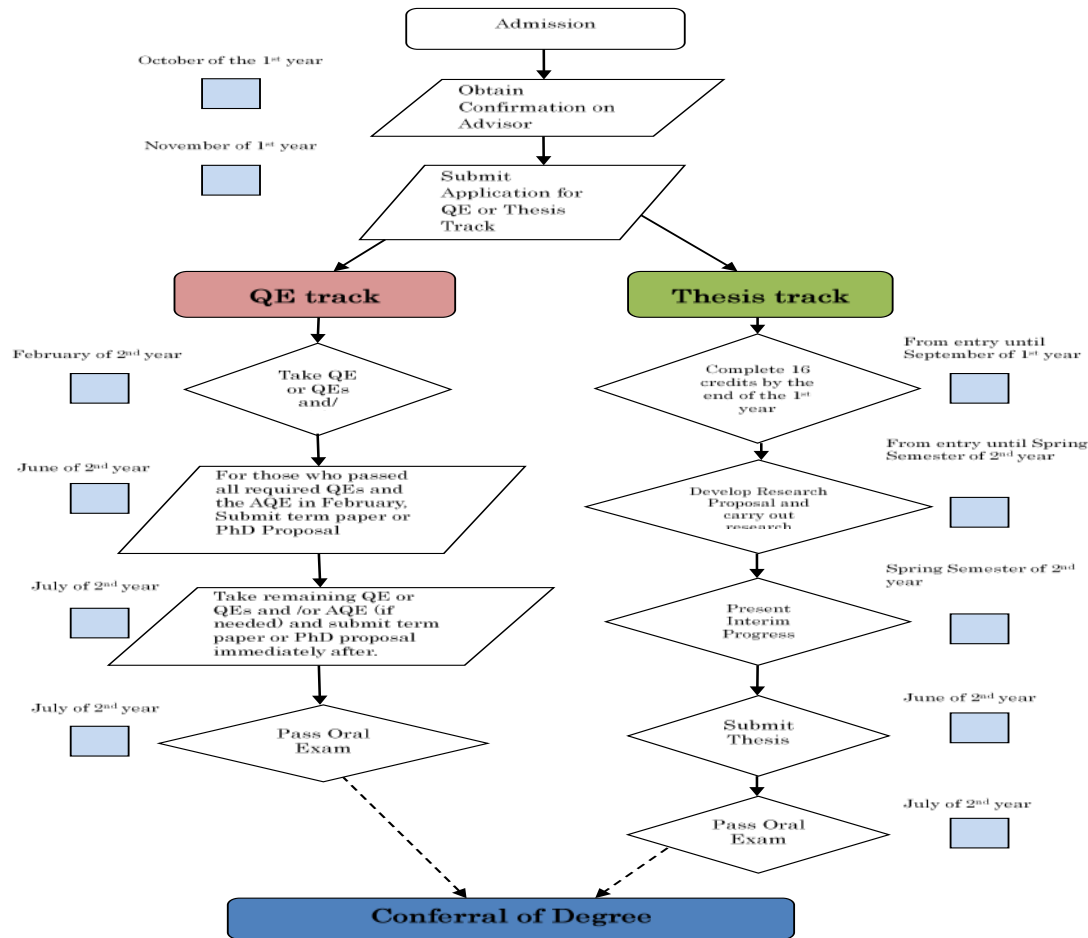 Admission
October of the 1st year
Obtain
Confirmation on
Advisor
November of 1st year
Submit
Application for
QE or Thesis
Track
QE track
Thesis track
February of 2nd year
Take QE
or QEs
and/
Complete 16
credits by the
end of the 1st
year
From entry until
September of 1st year
June of 2nd year
For those who passed
all required QEs and
the AQE in February,
Submit term paper or
PhD Proposal
Develop Research
Proposal and
carry out
research
From entry until Spring
Semester of 2nd year
July of 2nd year
Take remaining QE or
QEs and /or AQE (if
needed) and submit term
paper or PhD proposal
immediately after.
Present
Interim
Progress
Spring Semester of 2nd
year
July of 2nd year
Pass Oral
Exam
Submit
Thesis
June of 2nd year
Pass Oral
Exam
July of 2nd year
Conferral of Degree